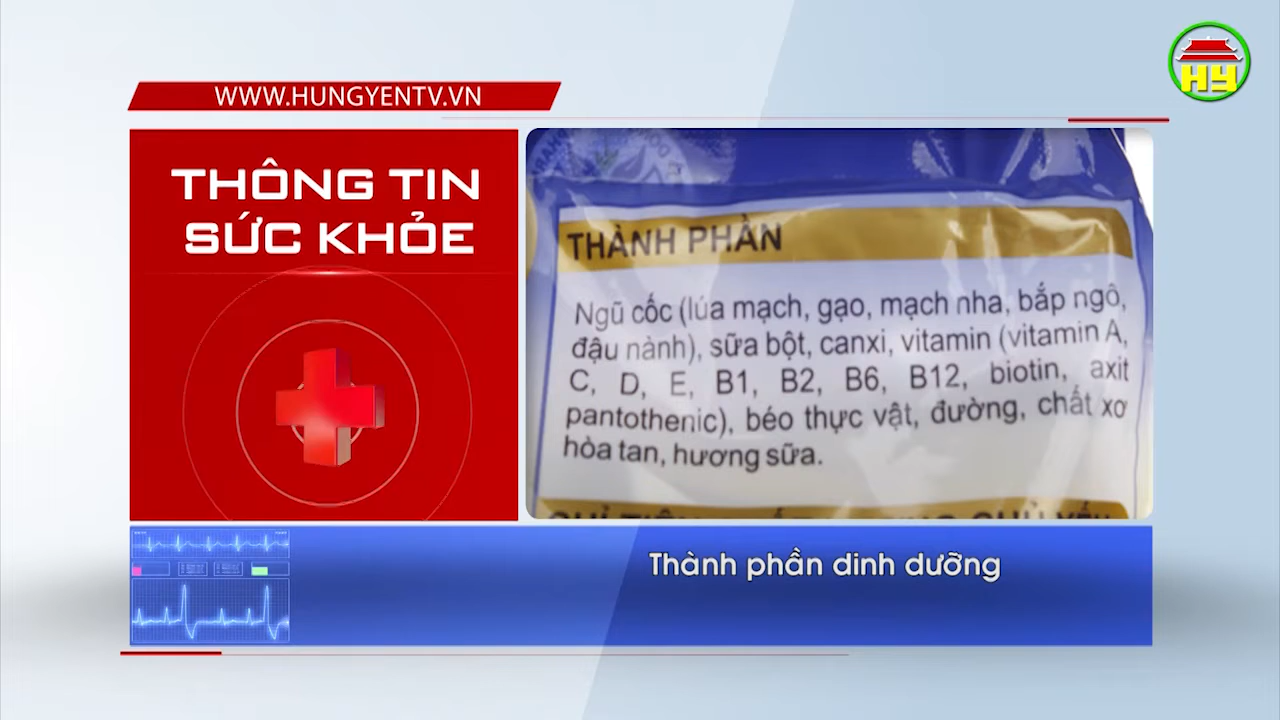 WWW.HUNGYENTV.VN
HY
THÔNG TIN
SỨC KHỎE
THÀNH PHẦN
Ngũ cốc (lúa mạch, gạo, mạch nha, bắp ngô,
đậu nành), sữa bột, canxi, vitamin (vitamin A,
C, D, E, B1, B2, B6, B12, biotin, axit
pantothenic), béo thực vật, đường, chất xơ
hòa tan, hương sữa.
Thành phần dinh dưỡng